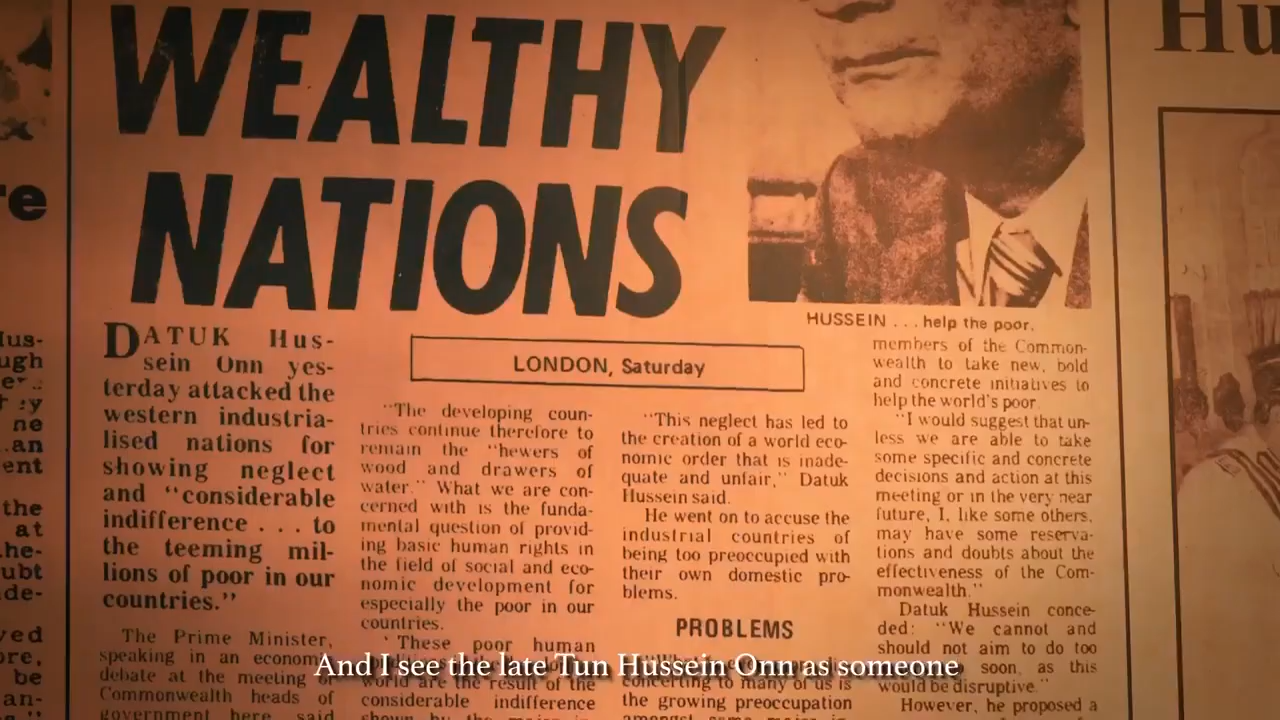 WEALTHY
NATIONS
HUSSEIN . . . help the poor.
LONDON, Saturday
DATUK Hus-
sein Onn yes-
terday attacked the
western industria-
lised nations for
showing neglect
and "considerable
indifference . . . to
the teeming mil-
lions of poor in our
countries."
The Prime Minister,
speaking in an economic
debate at the meeting of
Commonwealth heads of
government here, said
"The developing coun-
tries continue therefore to
remain the "hewers of
wood and drawers of
water." What we are con-
cerned with is the funda-
mental question of provid-
ing basic human rights in
the field of social and eco-
nomic development for
especially the poor in our
countries.
"These poor human
world are the result of the
considerable indifference
"This neglect has led to
the creation of a world eco-
nomic order that is inade-
quate and unfair," Datuk
Hussein said.
He went on to accuse the
industrial countries of
being too preoccupied with
their own domestic pro-
blems.
PROBLEMS
concerting to many of us is
the growing preoccupation
members of the Common-
wealth to take new, bold
and concrete initiatives to
help the world's poor.
"I would suggest that un-
less we are able to take
some specific and concrete
decisions and action at this
meeting or in the very near
future, I, like some others,
may have some reserva-
tions and doubts about the
effectiveness of the Com-
monwealth."
Datuk Hussein conce-
ded: "We cannot and
should not aim to do too
soon, as this
would be disruptive."
However, he proposed a
Hu
re
the
at
And I see the late Tun Hussein Onn as someone